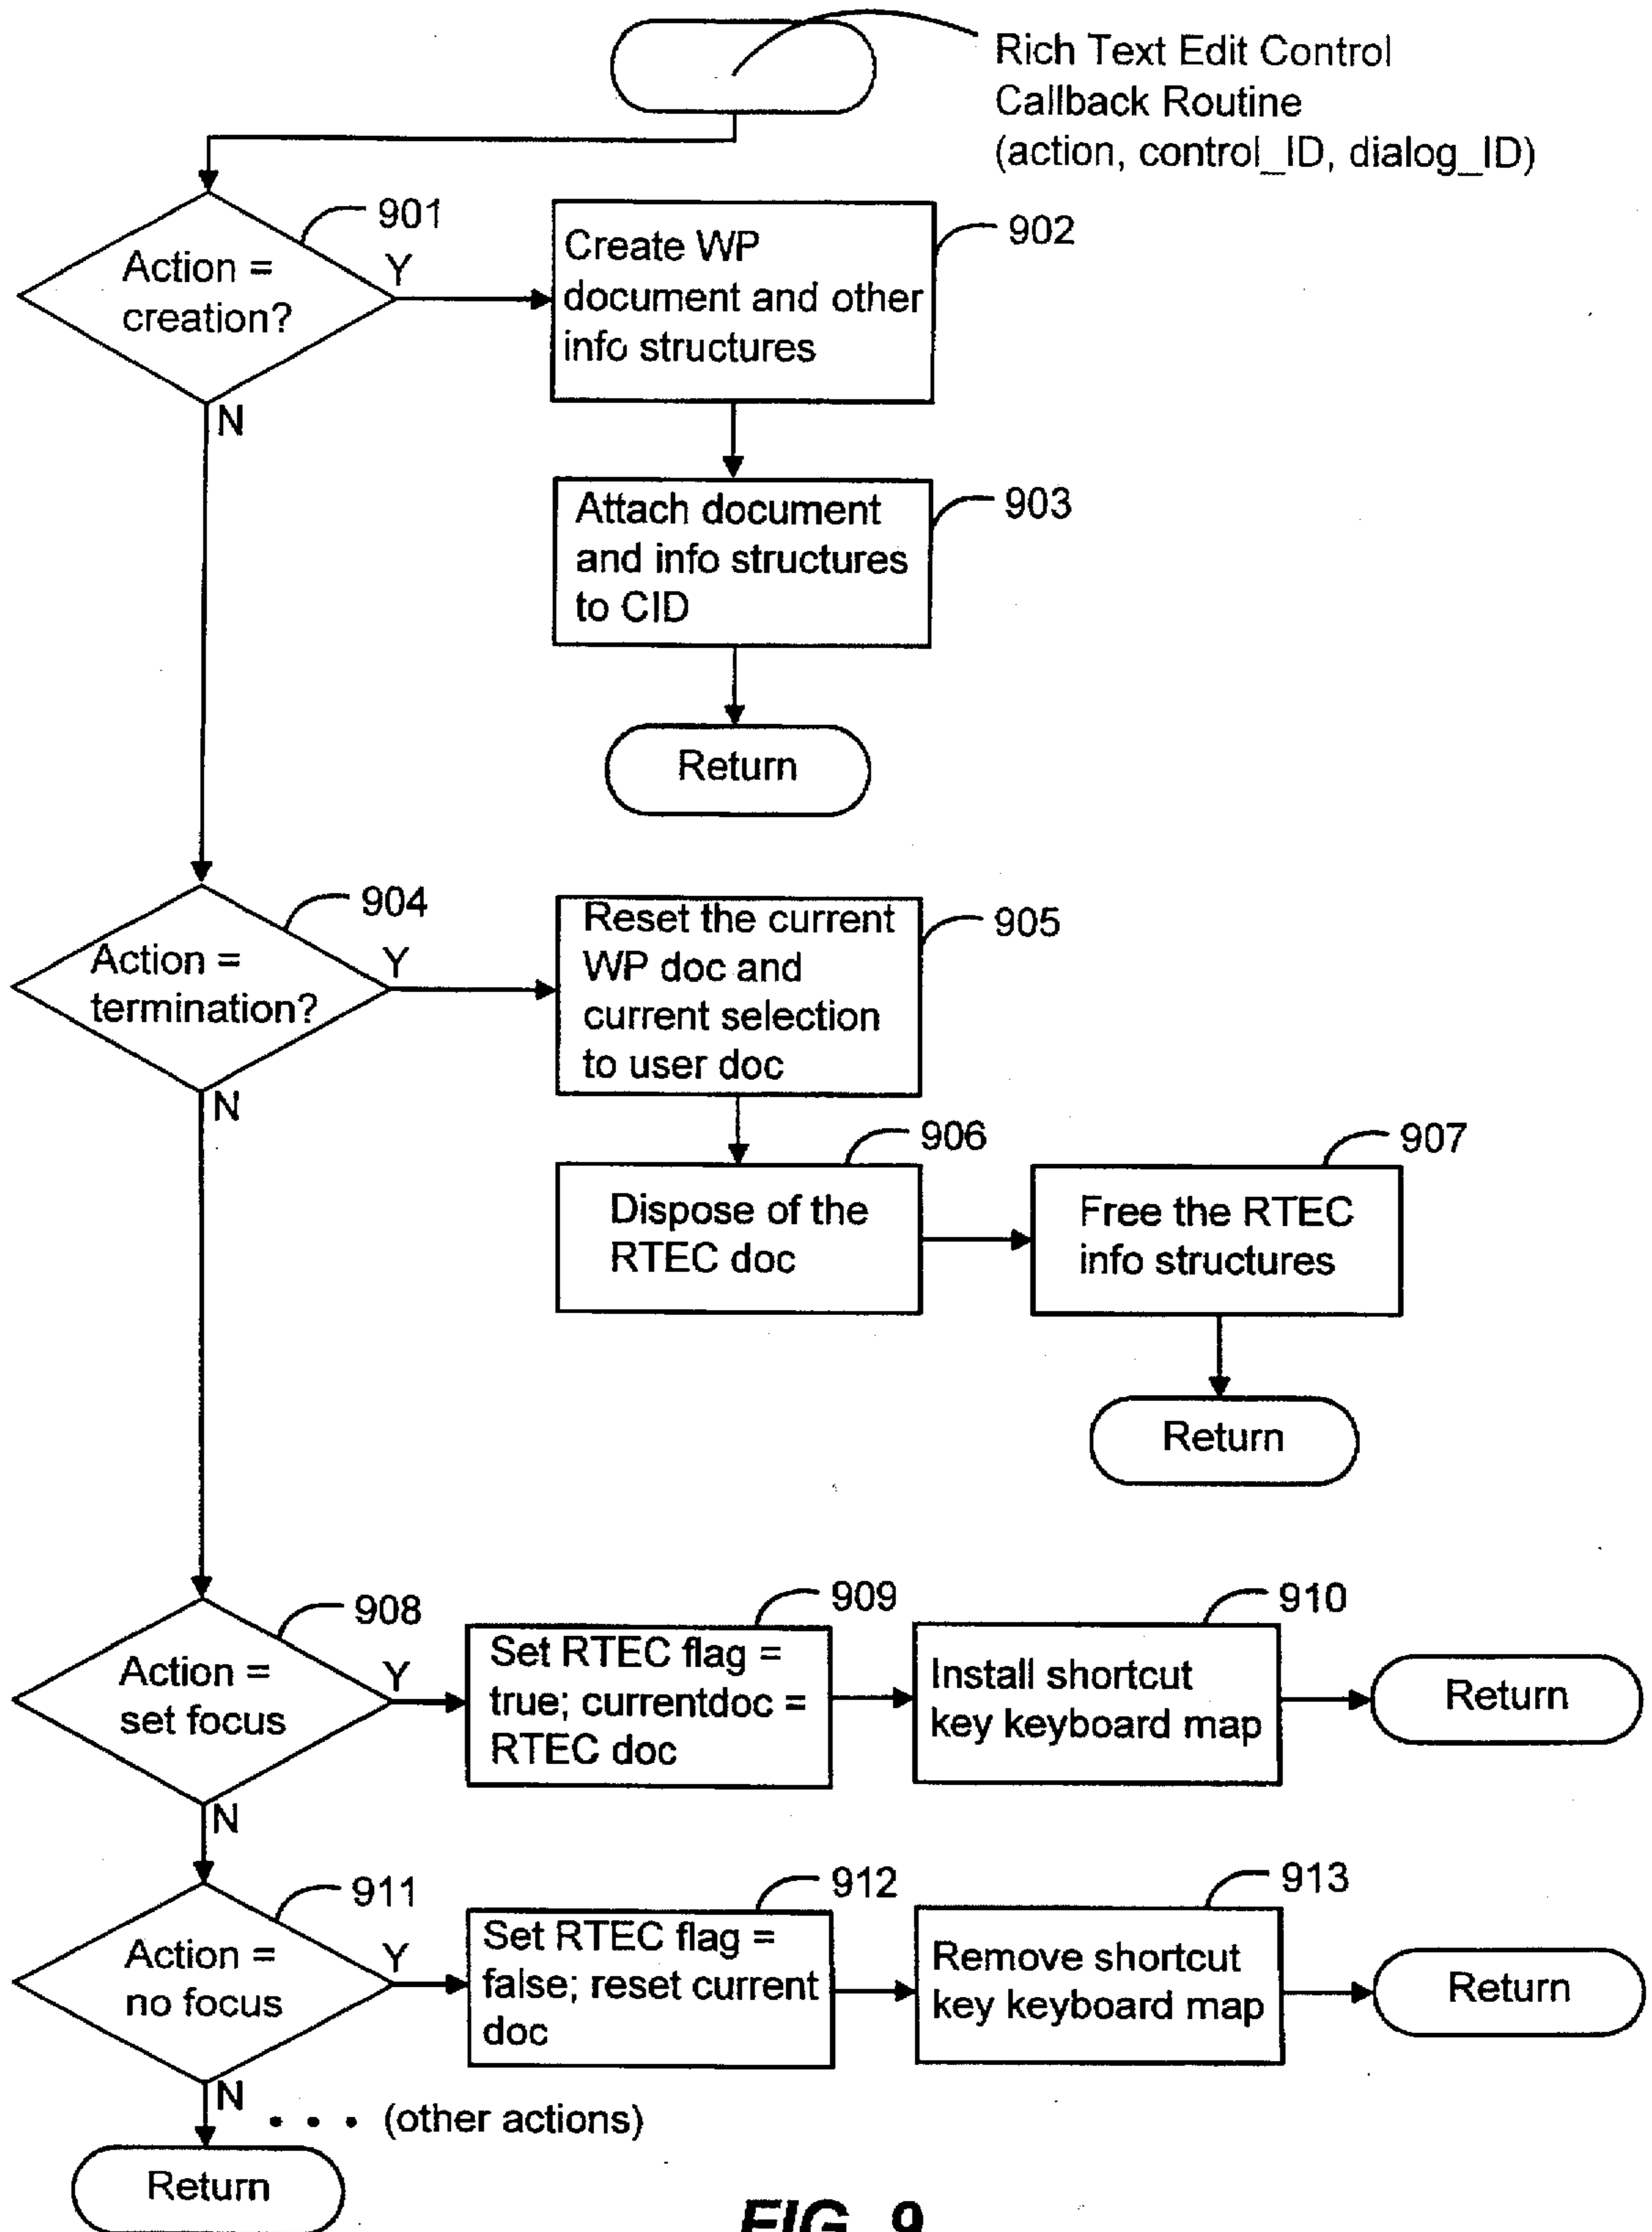 Rich Text Edit Control
Callback Routine
(action, control_ID, dialog_ID)
901
Action =
creation?
Y
N
902
Create WP
document and other
info structures
903
Attach document
and info structures
to CID
Return
904
Action =
termination?
Y
N
905
Reset the current
WP doc and
current selection
to user doc
906
Dispose of the
RTEC doc
907
Free the RTEC
info structures
Return
908
Action =
set focus
Y
N
909
Set RTEC flag =
true; currentdoc =
RTEC doc
910
Install shortcut
key keyboard map
Return
911
Action =
no focus
Y
N
912
Set RTEC flag =
false; reset current
doc
913
Remove shortcut
key keyboard map
Return
• • • (other actions)
Return
FIG. 9